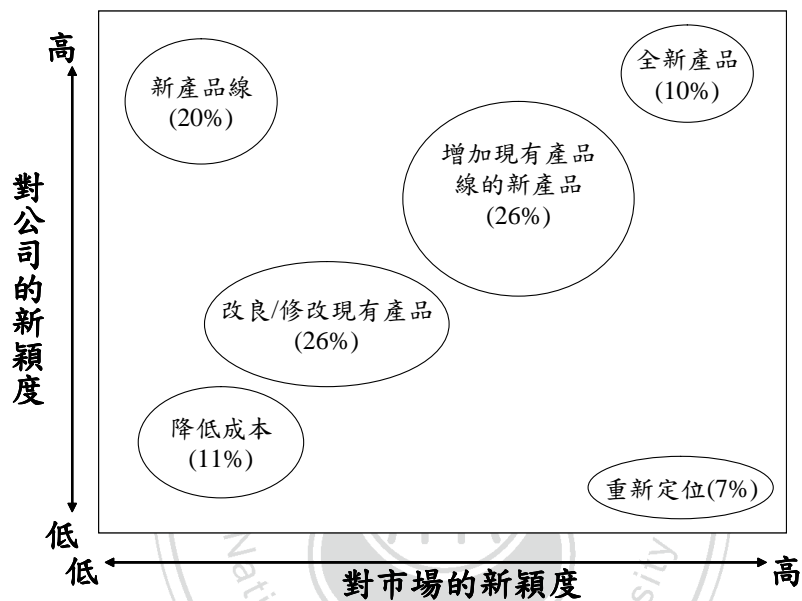 高
新產品線
(20%)
全新產品
(10%)
增加現有產品
線的新產品
(26%)
對公司的新穎度
改良/修改現有產品
(26%)
降低成本
(11%)
重新定位(7%)
低
低
對市場的新穎度
高